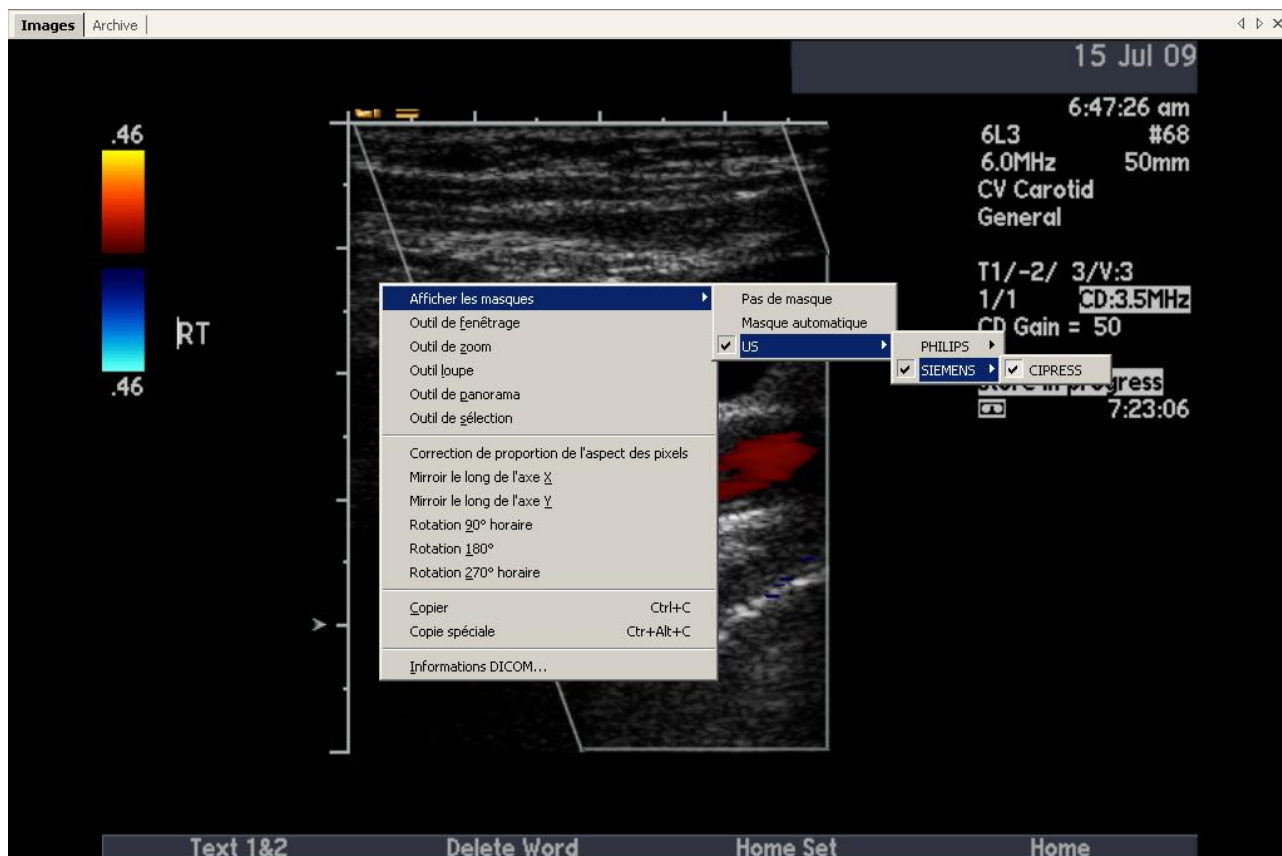 Images
Archive
15 Jul 09
6:47:26 am
6L3 #68
6.0MHz 50mm
CV Carotid
General
T1/-2/ 3/V:3
1/1 CD:3.5MHz
CD Gain = 50
7:23:06
.46
RT
.46
Afficher les masques
Outil de fenêtrage
Outil de zoom
Outil loupe
Outil de panorama
Outil de sélection
Correction de proportion de l'aspect des pixels
Mirroir le long de l'axe X
Mirroir le long de l'axe Y
Rotation 90° horaire
Rotation 180°
Rotation 270° horaire
Copier Ctrl+C
Copie spéciale Ctr+Alt+C
Informations DICOM...
Pas de masque
Masque automatique
US
PHILIPS
SIEMENS
CIPRESS
Text 1&2 Delete Word Home Set Home